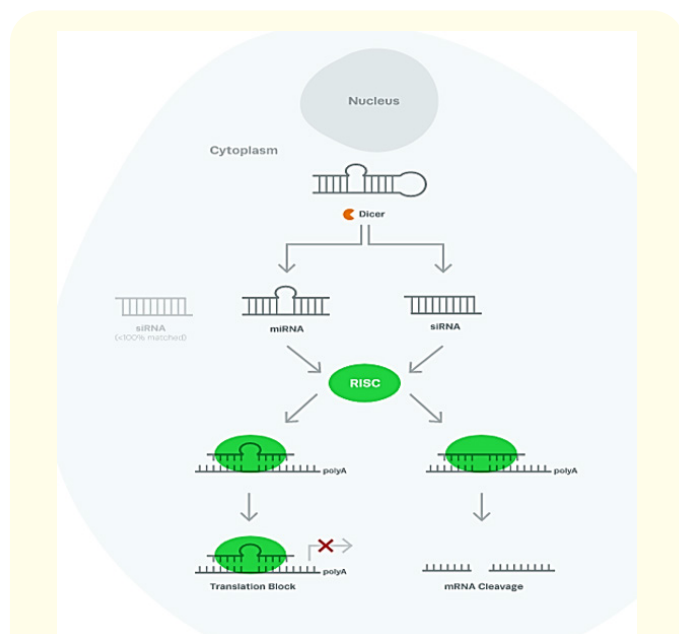 Nucleus
Cytoplasm
Dicer
siRNA
(<100% matched)
miRNA
siRNA
RISC
polyA
polyA
polyA
Translation Block
mRNA Cleavage